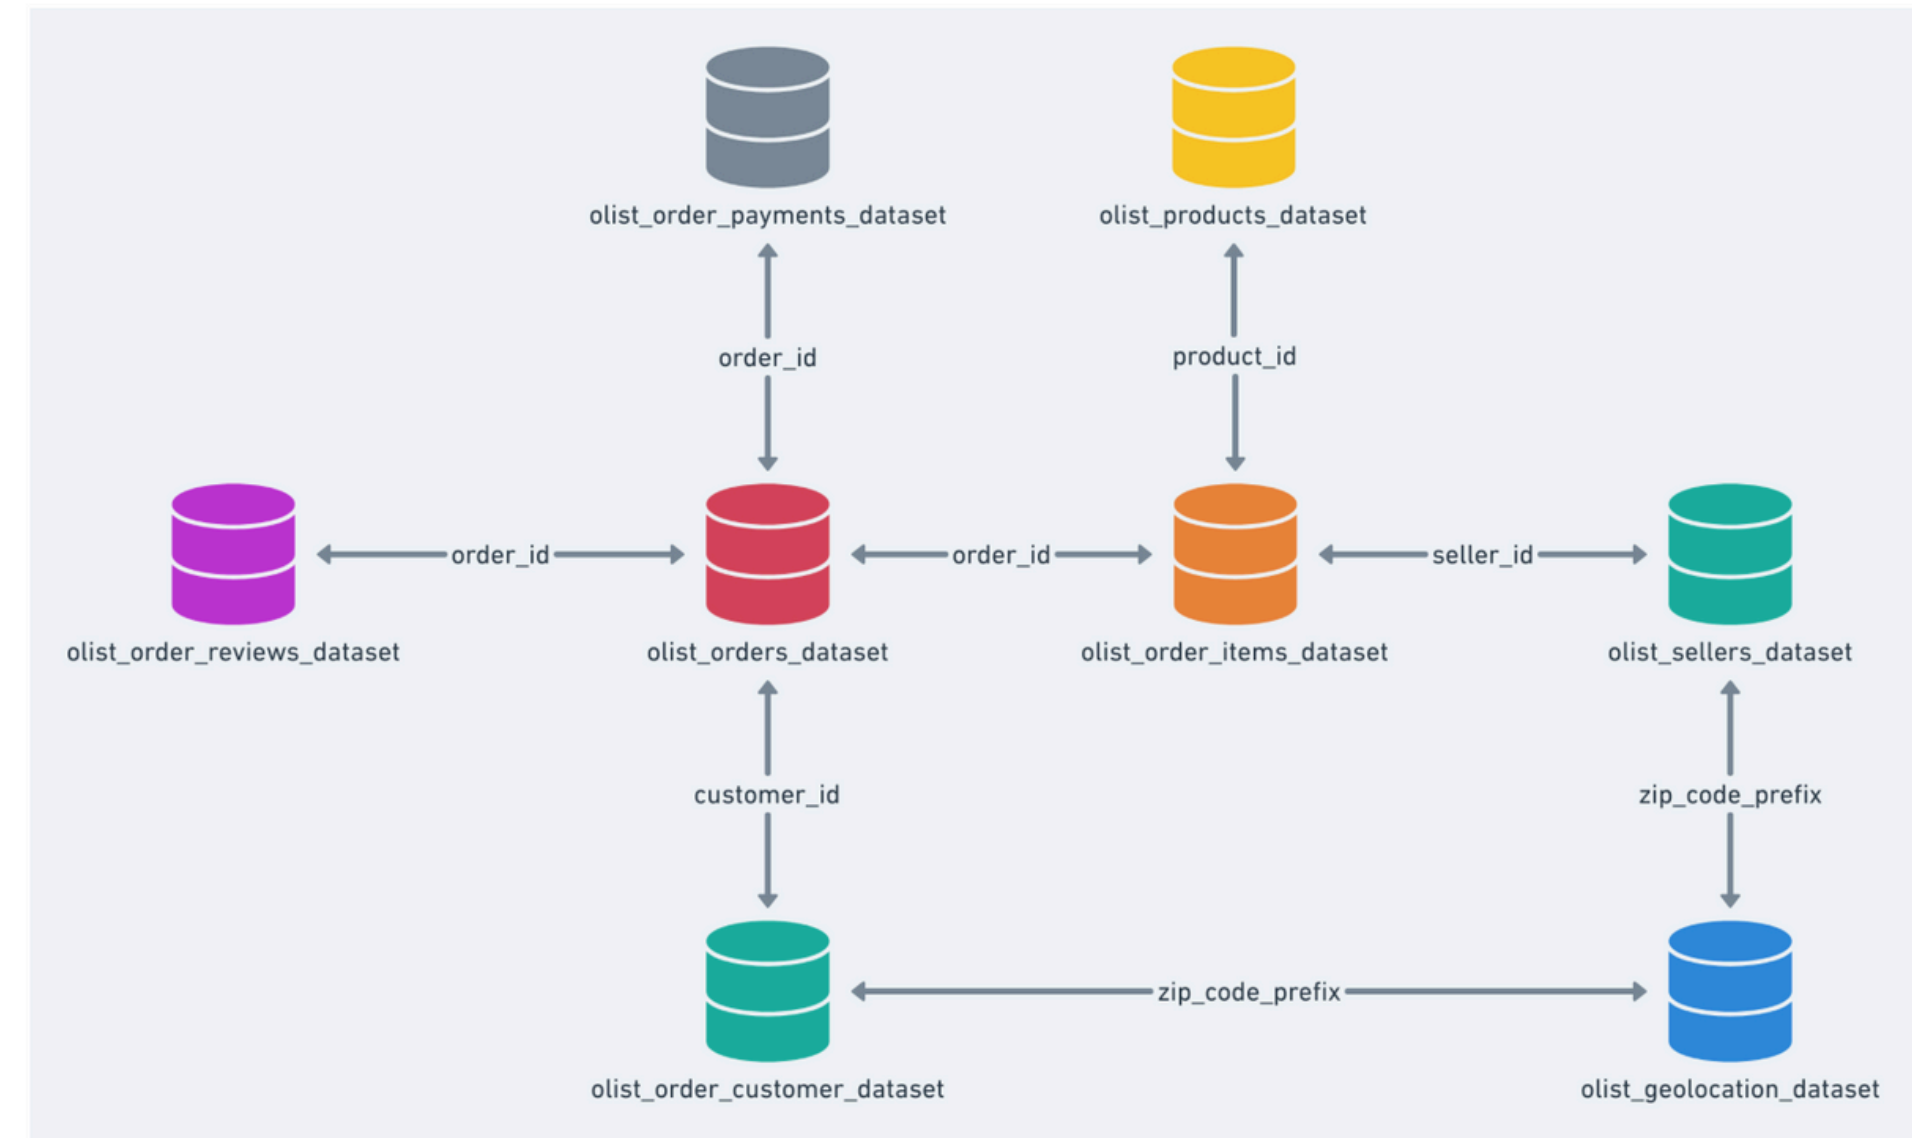 olist_order_payments_dataset
olist_products_dataset
order_id
product_id
order_id
order_id
seller_id
olist_order_reviews_dataset
olist_orders_dataset
olist_order_items_dataset
olist_sellers_dataset
customer_id
zip_code_prefix
zip_code_prefix
olist_order_customer_dataset
olist_geolocation_dataset